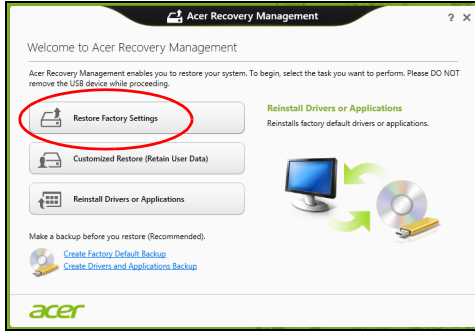 Acer Recovery Management
? X
Welcome to Acer Recovery Management
Acer Recovery Management enables you to restore your system. To begin, select the task you want to perform. Please DO NOT
remove the USB device while proceeding.
Restore Factory Settings
Customized Restore (Retain User Data)
Reinstall Drivers or Applications
Reinstall Drivers or Applications
Reinstalls factory default drivers or applications.
Make a backup before you restore (Recommended).
Create Factory Default Backup
Create Drivers and Applications Backup
acer